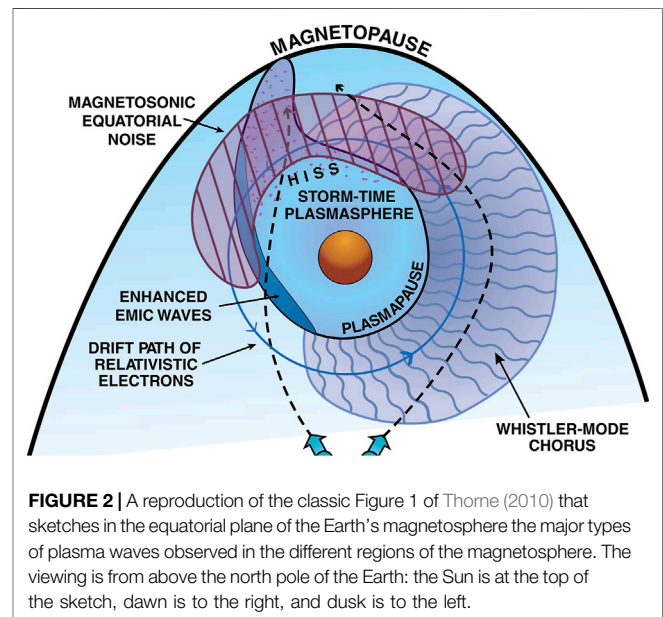 MAGNETOPAUSE
MAGNETOSONIC
EQUATORIAL
NOISE
HISS
STORM-TIME
PLASMASPHERE
ENHANCED
EMIC WAVES
PLASMAPAUSE
DRIFT PATH OF
RELATIVISTIC
ELECTRONS
WHISTLER-MODE
CHORUS
FIGURE 2 | A reproduction of the classic Figure 1 of Thorne (2010) that
sketches in the equatorial plane of the Earth's magnetosphere the major types
of plasma waves observed in the different regions of the magnetosphere. The
viewing is from above the north pole of the Earth: the Sun is at the top of
the sketch, dawn is to the right, and dusk is to the left.